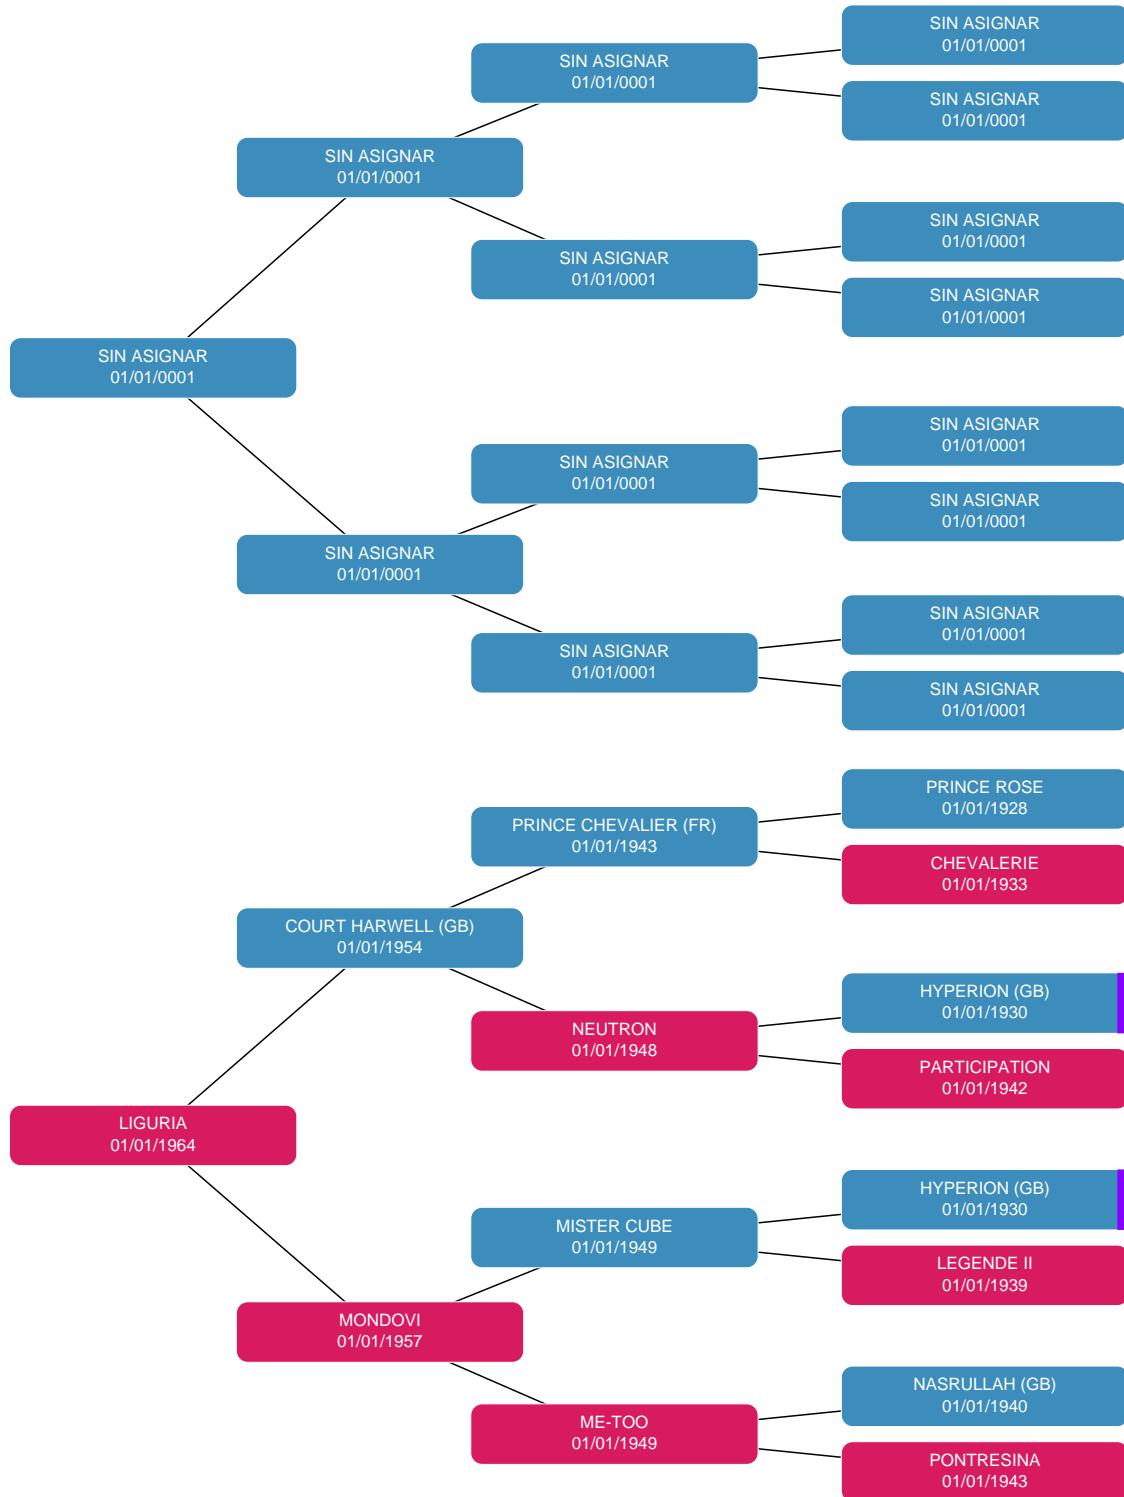 SIN ASIGNAR
01/01/0001
SIN ASIGNAR
01/01/0001
SIN ASIGNAR
01/01/0001
SIN ASIGNAR
01/01/0001
SIN ASIGNAR
01/01/0001
SIN ASIGNAR
01/01/0001
SIN ASIGNAR
01/01/0001
SIN ASIGNAR
01/01/0001
SIN ASIGNAR
01/01/0001
SIN ASIGNAR
01/01/0001
SIN ASIGNAR
01/01/0001
SIN ASIGNAR
01/01/0001
SIN ASIGNAR
01/01/0001
SIN ASIGNAR
01/01/0001
SIN ASIGNAR
01/01/0001
PRINCE ROSE
01/01/1928
PRINCE CHEVALIER (FR)
01/01/1943
CHEVALERIE
01/01/1933
COURT HARWELL (GB)
01/01/1954
HYPERION (GB)
01/01/1930
NEUTRON
01/01/1948
PARTICIPATION
01/01/1942
LIGURIA
01/01/1964
HYPERION (GB)
01/01/1930
MISTER CUBE
01/01/1949
LEGENDE II
01/01/1939
MONDOVI
01/01/1957
NASRULLAH (GB)
01/01/1940
ME-TOO
01/01/1949
PONTRESINA
01/01/1943